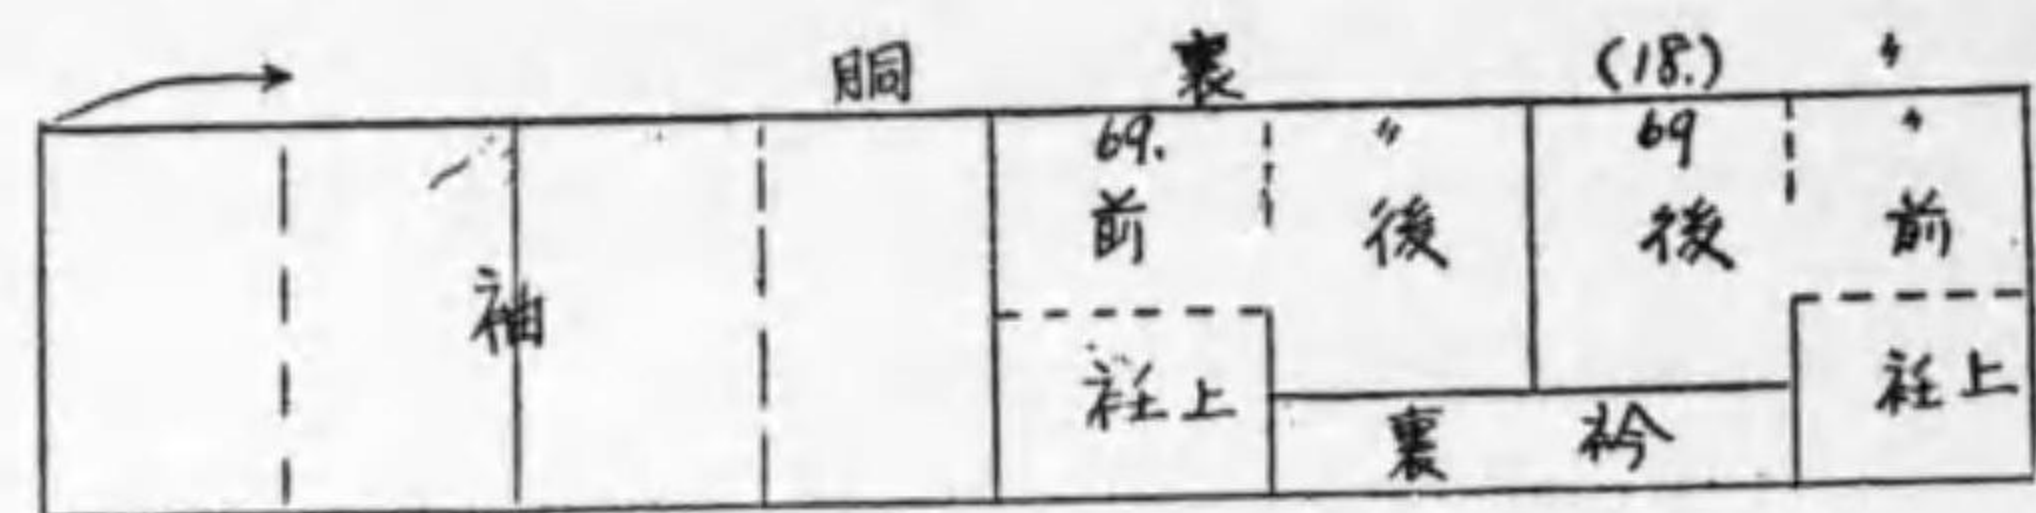 胴 裏 (18.) 〃
69. 〃 69 〃
前 後 後 前
袖
衽上 裏 衿 衽上